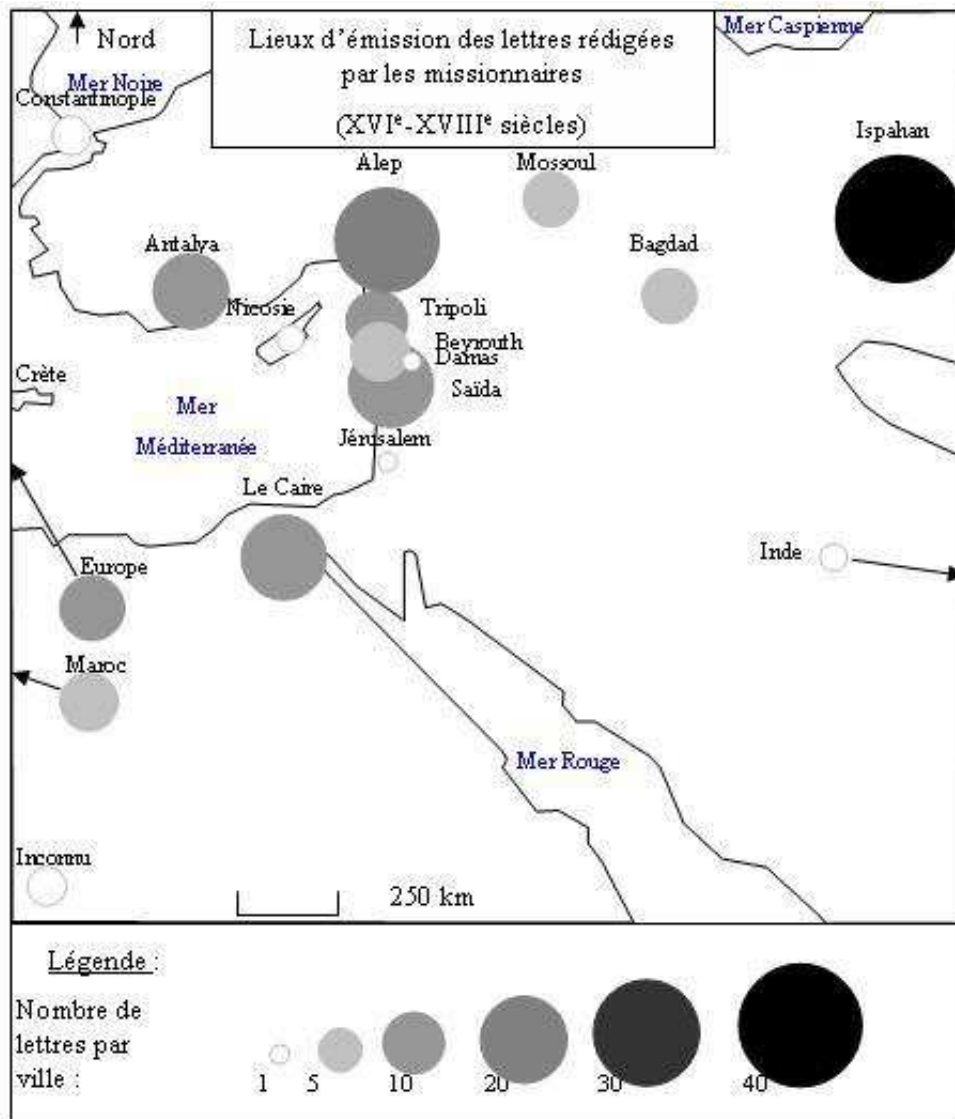 Nord
Lieux d'émission des lettres rédigées
par les missionnaires
(XVIe-XVIIIe siècles)
Mer Caspienne
Mer Noire
Constantinople
Alep
Mossoul
Ispahan
Antalya
Bagdad
Nicosie
Tripoli
Beyrouth
Damas
Crète
Saïda
Mer
Méditerranée
Jérusalem
Le Caire
Inde
Europe
Maroc
Mer Rouge
Inconnu
250 km
Légende :
Nombre de
lettres par
ville :
1 5 10 20 30 40